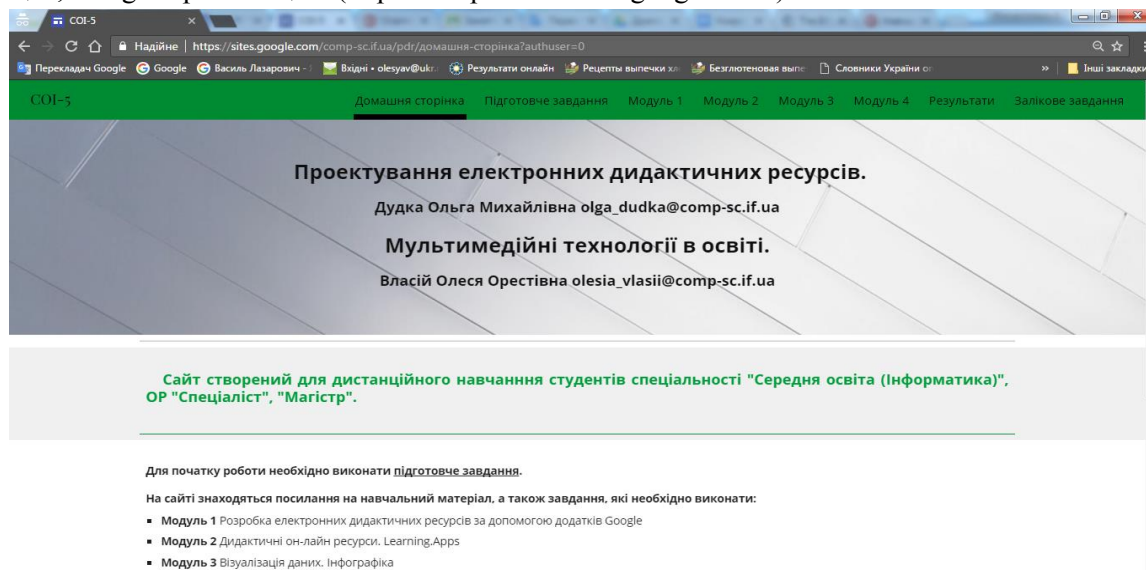 COI-5
Надійне | https://sites.google.com/comp-sc.if.ua/pdr/домашня-сторінка?authuser=0
Перекладач Google Google Василь Лазарович - Вхідні • olesyav@ukr. Результати онлайн Рецепты выпечки хл Безглютеновая выпе Словники України о » Інші закладки
COI-5 Домашня сторінка Підготовче завдання Модуль 1 Модуль 2 Модуль 3 Модуль 4 Результати Залікове завдання
Проектування електронних дидактичних ресурсів.
Дудка Ольга Михайлівна olga_dudka@comp-sc.if.ua
Мультимедійні технології в освіті.
Власій Олеся Орестівна olesia_vlasii@comp-sc.if.ua
Сайт створений для дистанційного навчанння студентів спеціальності "Середня освіта (Інформатика)",
ОР "Спеціаліст", "Магістр".
Для початку роботи необхідно виконати підготовче завдання.
На сайті знаходяться посилання на навчальний матеріал, а також завдання, які необхідно виконати:
▪ Модуль 1 Розробка електронних дидактичних ресурсів за допомогою додатків Google
▪ Модуль 2 Дидактичні он-лайн ресурси. Learning.Apps
▪ Модуль 3 Візуалізація даних. Інфографіка